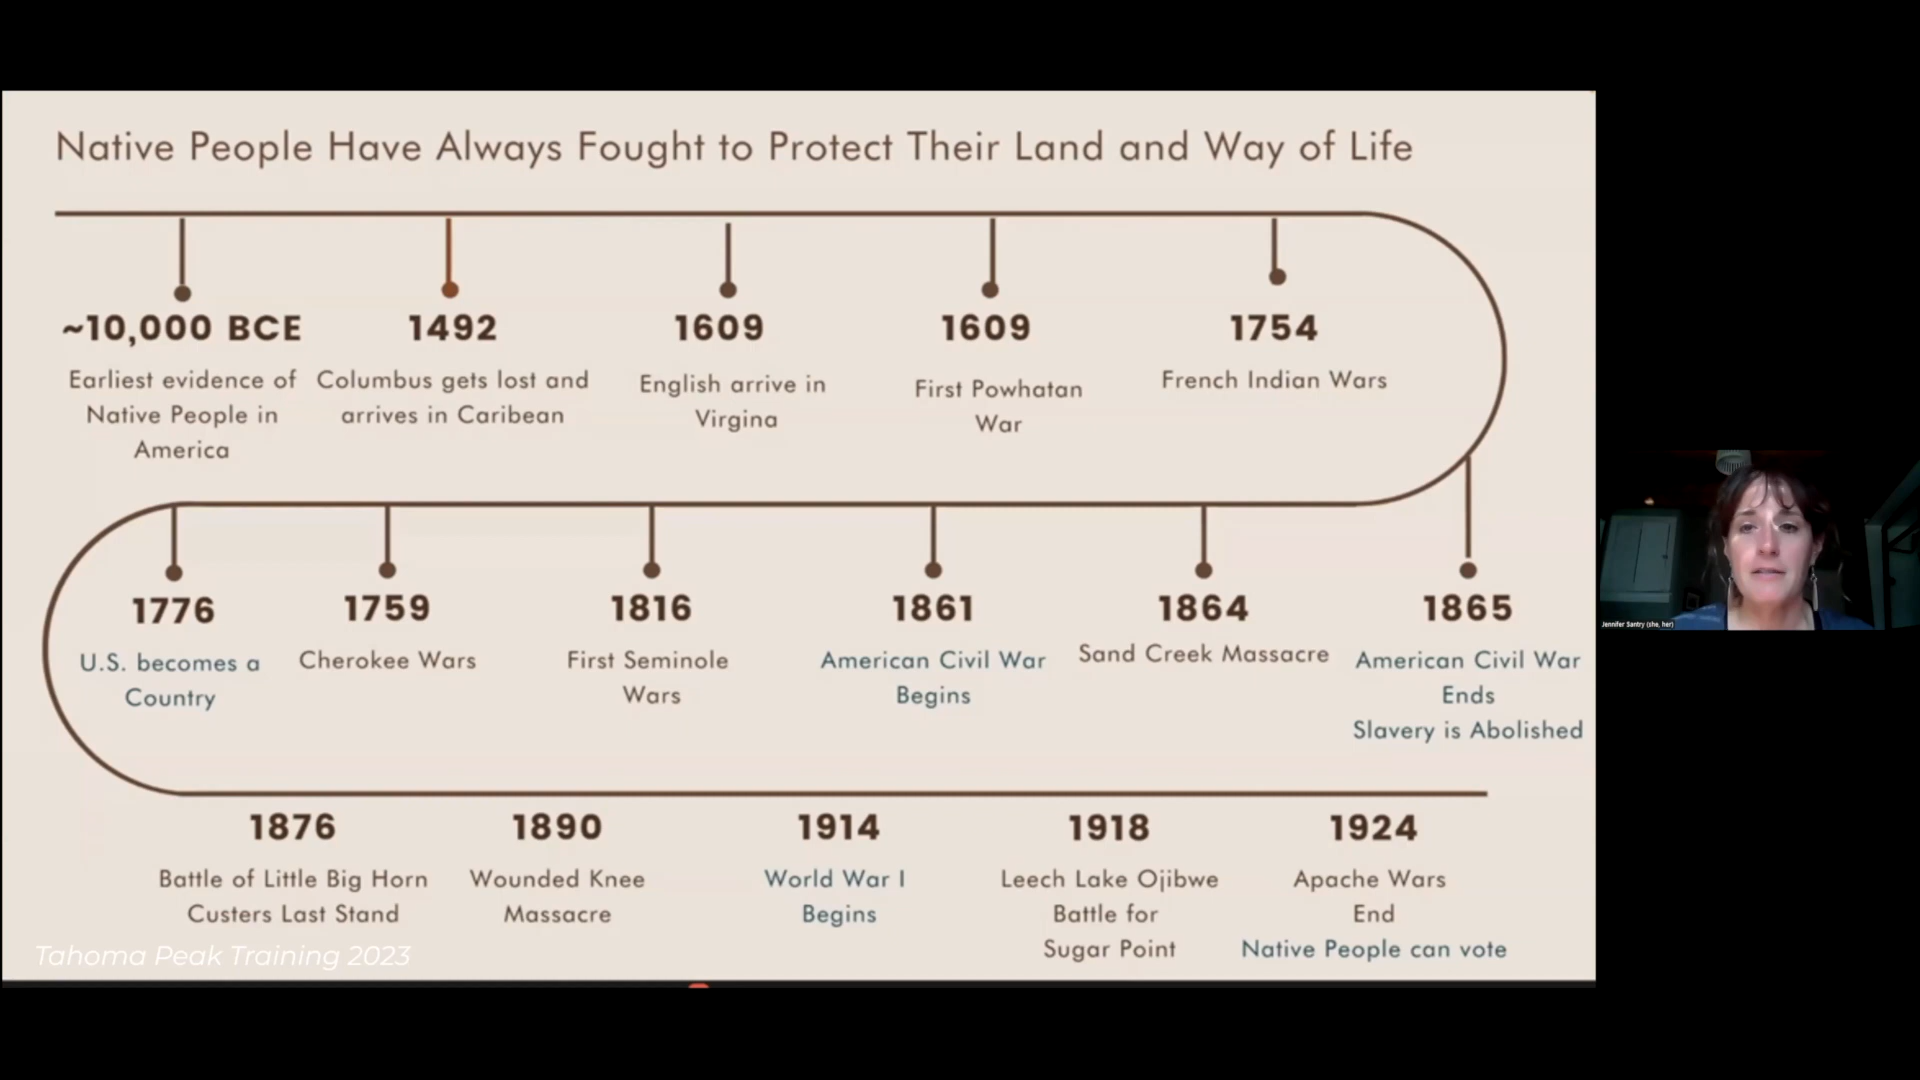 Native People Have Always Fought to Protect Their Land and Way of Life
~10,000 BCE
Earliest evidence of
Native People in
America
1492
Columbus gets lost and
arrives in Caribean
1609
English arrive in
Virgina
1609
First Powhatan
War
1754
French Indian Wars
1776
U.S. becomes a
Country
1759
Cherokee Wars
1816
First Seminole
Wars
1861
American Civil War
Begins
1864
Sand Creek Massacre
1865
American Civil War
Ends
Slavery is Abolished
1876
Battle of Little Big Horn
Custers Last Stand
1890
Wounded Knee
Massacre
1914
World War I
Begins
1918
Leech Lake Ojibwe
Battle for
Sugar Point
1924
Apache Wars
End
Native People can vote
Tahoma Peak Training 2023
Jennifer Santry (she, her)